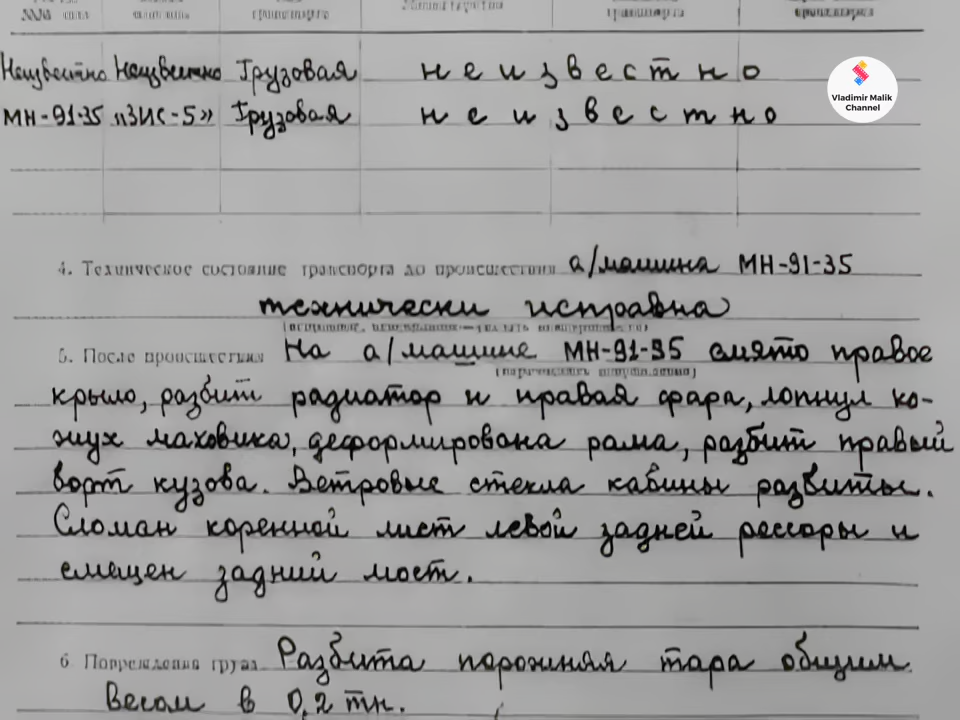 Неизвестно Неизвестно Грузовая неизвестно
МН-91-35 «ЗИС-5» Грузовая неизвестно
Vladimir Malik
Channel
4. Техническое состояние транспорта до происшествия а/машина МН-91-35
технически исправна
5. После происшествия На а/машине МН-91-35 смято правое
крыло, разбит радиатор и правая фара, лопнул ко-
жух маховика, деформирована рама, разбит правый
борт кузова. Ветровые стекла кабины разбиты.
Сломан коренной лист левой задней рессоры и
смещен задний мост.
6. Повреждения груза Разбита порожняя тара общим
весом в 0,2 тн.